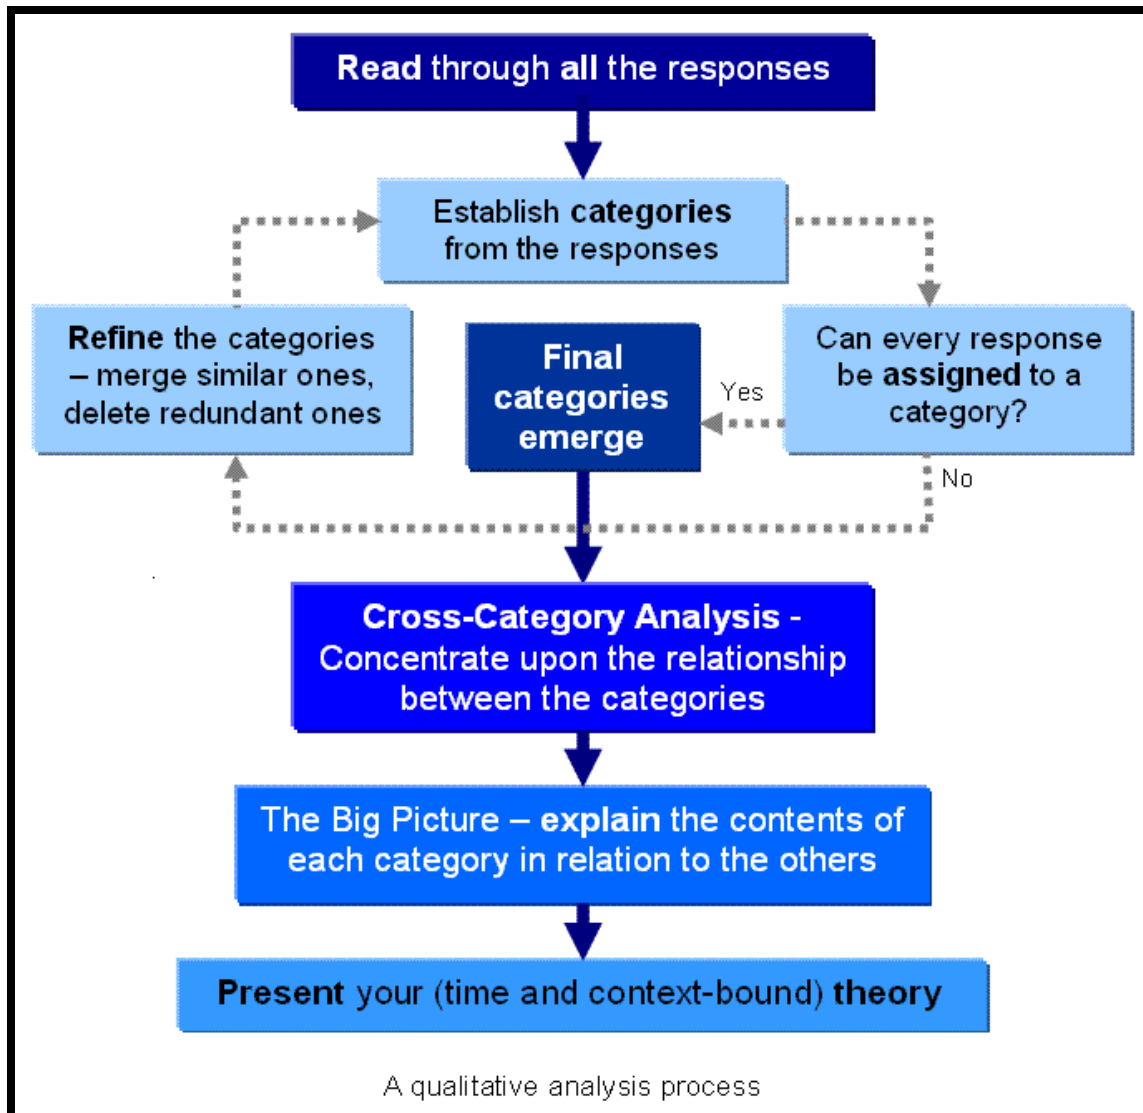 Read through all the responses
Establish categories
from the responses
Refine the categories
– merge similar ones,
delete redundant ones
Final
categories
emerge
Yes
Can every response
be assigned to a
category?
No
Cross-Category Analysis -
Concentrate upon the relationship
between the categories
The Big Picture – explain the contents of
each category in relation to the others
Present your (time and context-bound) theory
A qualitative analysis process